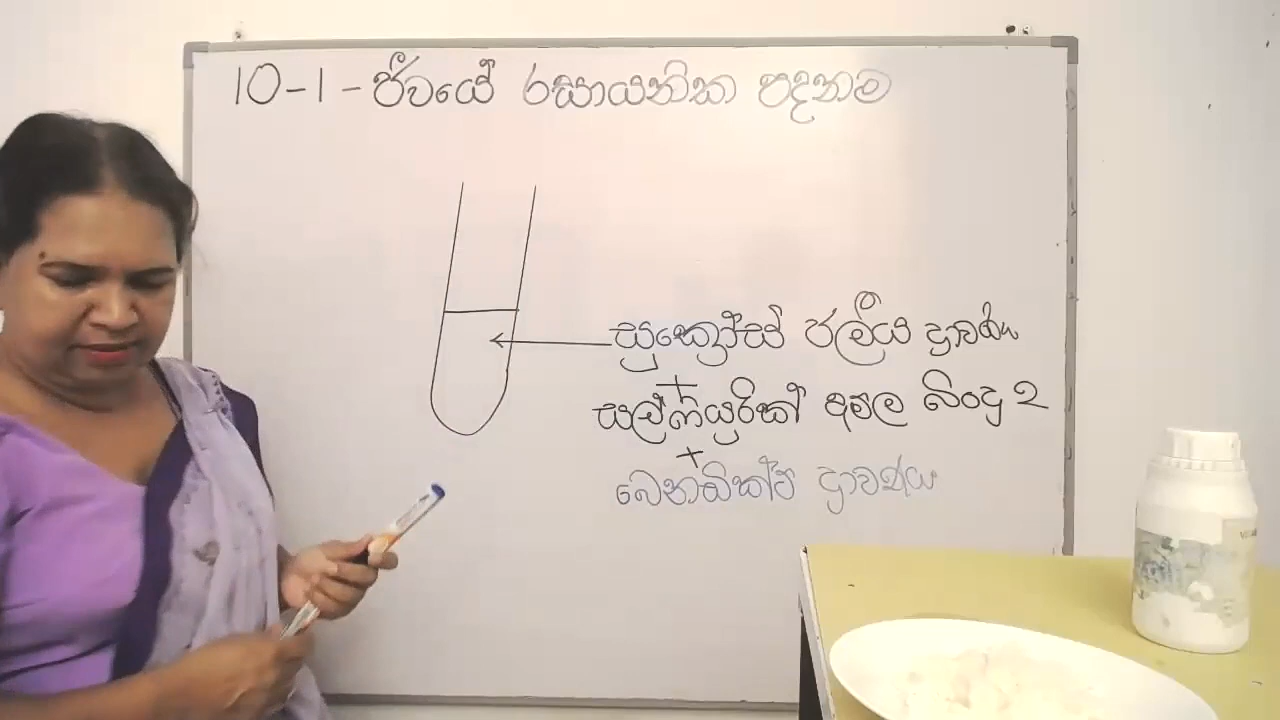 10-1 - ජීවයේ රසායනික පදනම
සුක්‍රෝස් ජලීය ද්‍රාවණය
+
සල්ෆියුරික් අම්ල බිංදු 2
+
බෙනඩික්ට් ද්‍රාවණය